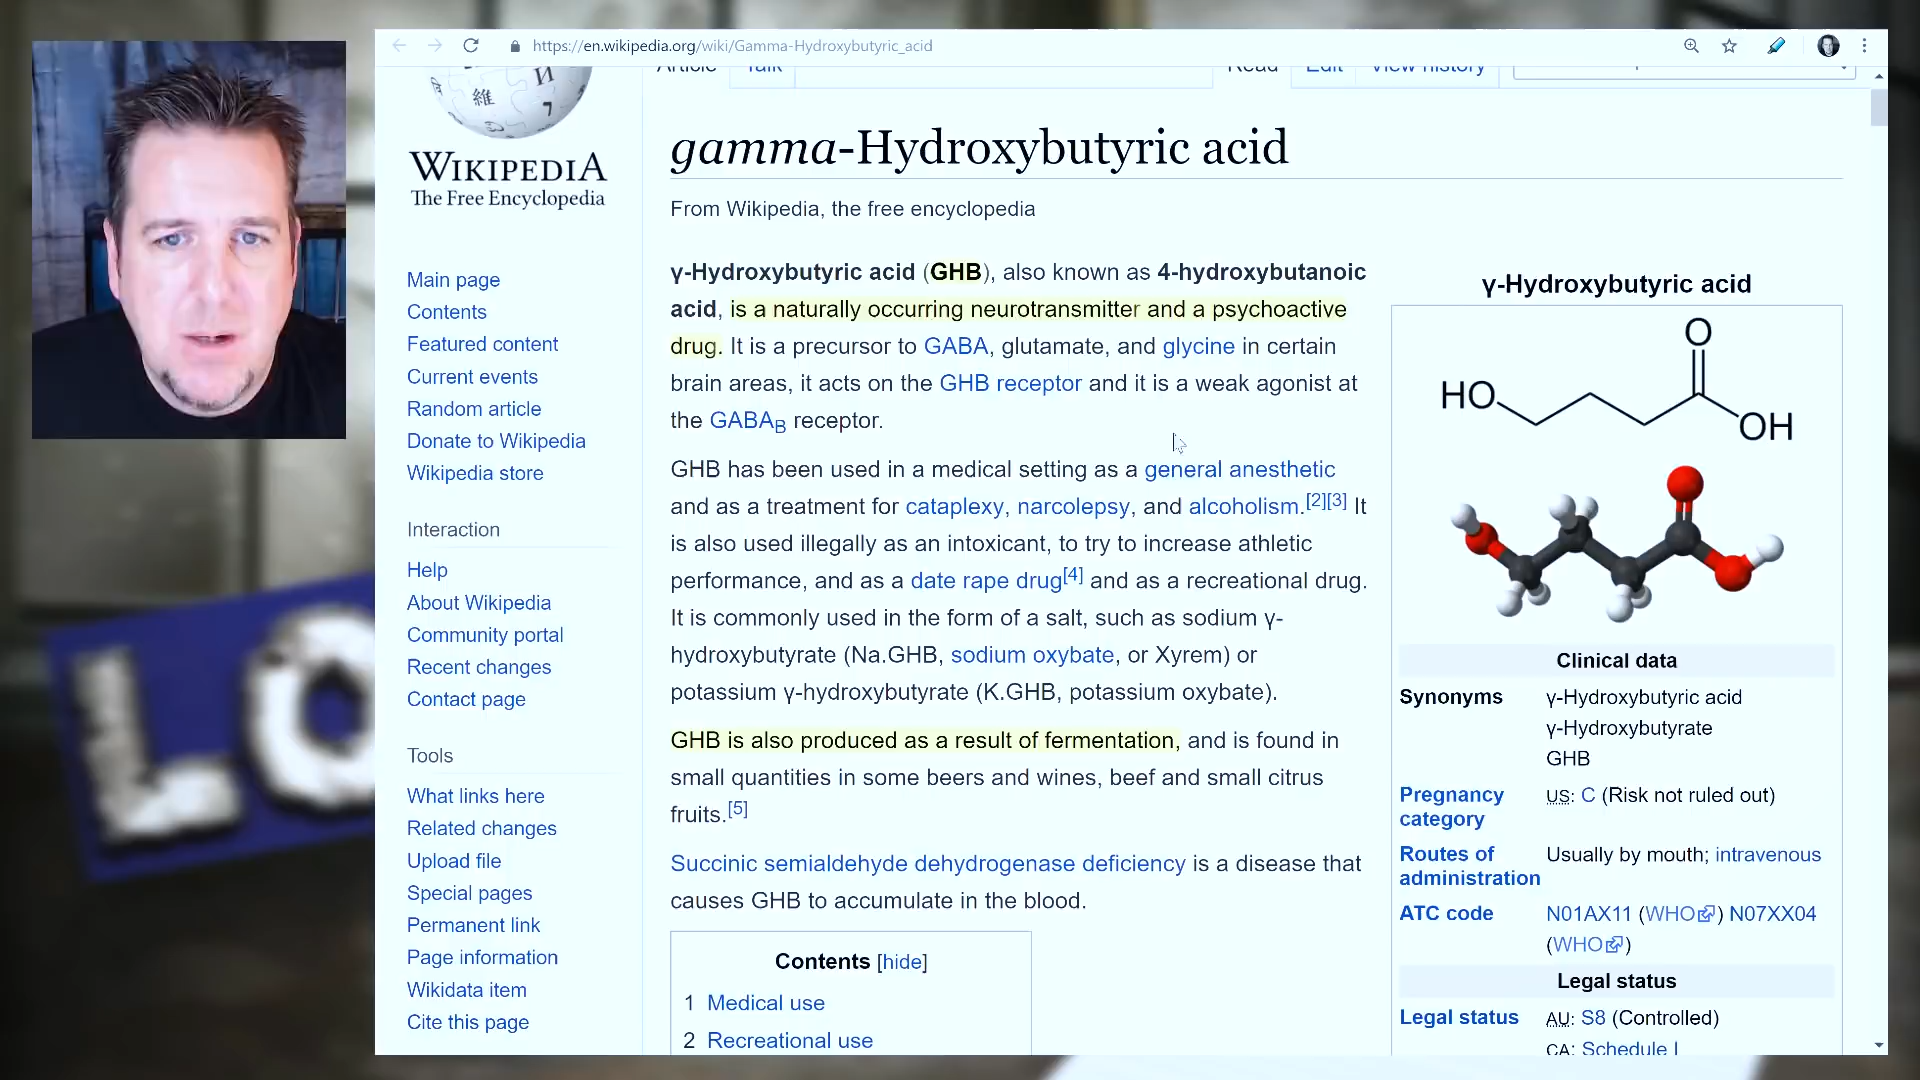 https://en.wikipedia.org/wiki/Gamma-Hydroxybutyric_acid
Article Talk Read Edit View history
WIKIPEDIA
The Free Encyclopedia
Main page
Contents
Featured content
Current events
Random article
Donate to Wikipedia
Wikipedia store
Interaction
Help
About Wikipedia
Community portal
Recent changes
Contact page
Tools
What links here
Related changes
Upload file
Special pages
Permanent link
Page information
Wikidata item
Cite this page
gamma-Hydroxybutyric acid
From Wikipedia, the free encyclopedia
γ-Hydroxybutyric acid (GHB), also known as 4-hydroxybutanoic
acid, is a naturally occurring neurotransmitter and a psychoactive
drug. It is a precursor to GABA, glutamate, and glycine in certain
brain areas, it acts on the GHB receptor and it is a weak agonist at
the GABAB receptor.
GHB has been used in a medical setting as a general anesthetic
and as a treatment for cataplexy, narcolepsy, and alcoholism.[2][3] It
is also used illegally as an intoxicant, to try to increase athletic
performance, and as a date rape drug[4] and as a recreational drug.
It is commonly used in the form of a salt, such as sodium γ-
hydroxybutyrate (Na.GHB, sodium oxybate, or Xyrem) or
potassium γ-hydroxybutyrate (K.GHB, potassium oxybate).
GHB is also produced as a result of fermentation, and is found in
small quantities in some beers and wines, beef and small citrus
fruits.[5]
Succinic semialdehyde dehydrogenase deficiency is a disease that
causes GHB to accumulate in the blood.
Contents [hide]
1 Medical use
2 Recreational use
γ-Hydroxybutyric acid
O
HO
OH
Clinical data
Synonyms γ-Hydroxybutyric acid
γ-Hydroxybutyrate
GHB
Pregnancy category US: C (Risk not ruled out)
Routes of administration Usually by mouth; intravenous
ATC code N01AX11 (WHO) N07XX04
(WHO)
Legal status
Legal status AU: S8 (Controlled)
CA: Schedule I
LO